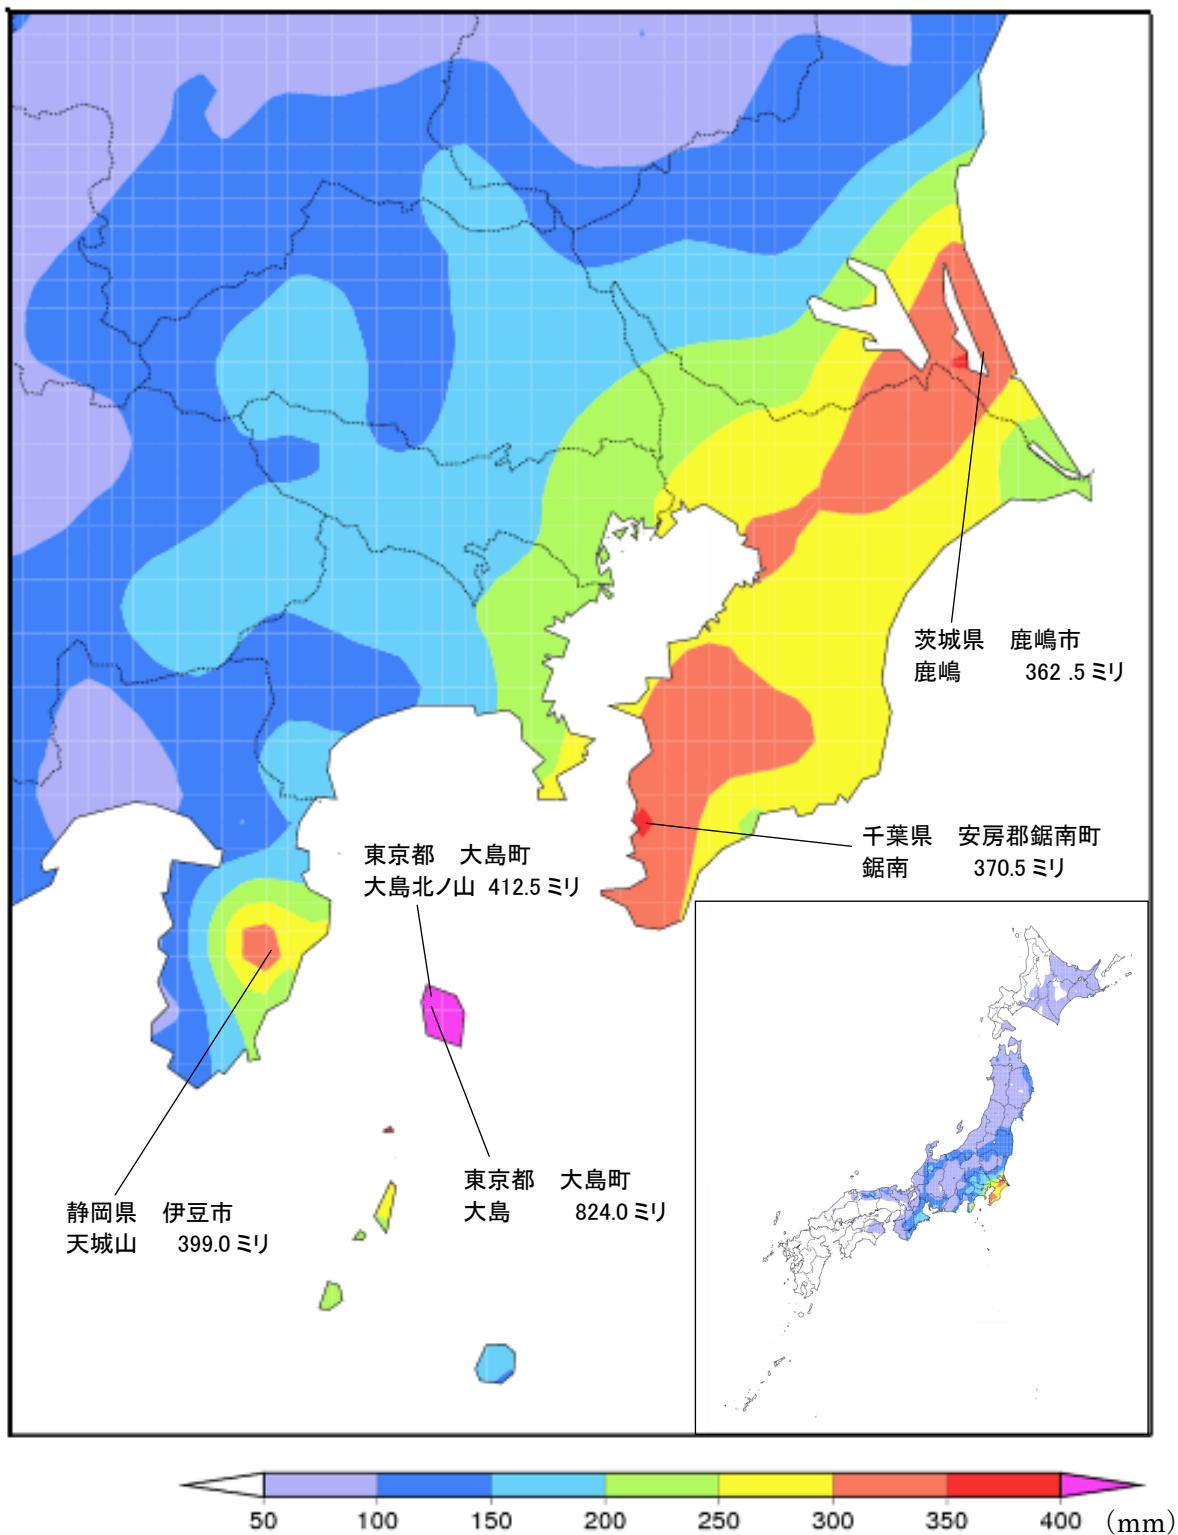 茨城県　鹿嶋市
鹿嶋　　362 .5 ミリ
千葉県　安房郡鋸南町
鋸南　　370.5 ミリ
東京都　大島町
大島北ノ山 412.5 ミリ
東京都　大島町
大島　　824.0 ミリ
静岡県　伊豆市
天城山　399.0 ミリ
50 100 150 200 250 300 350 400 (mm)